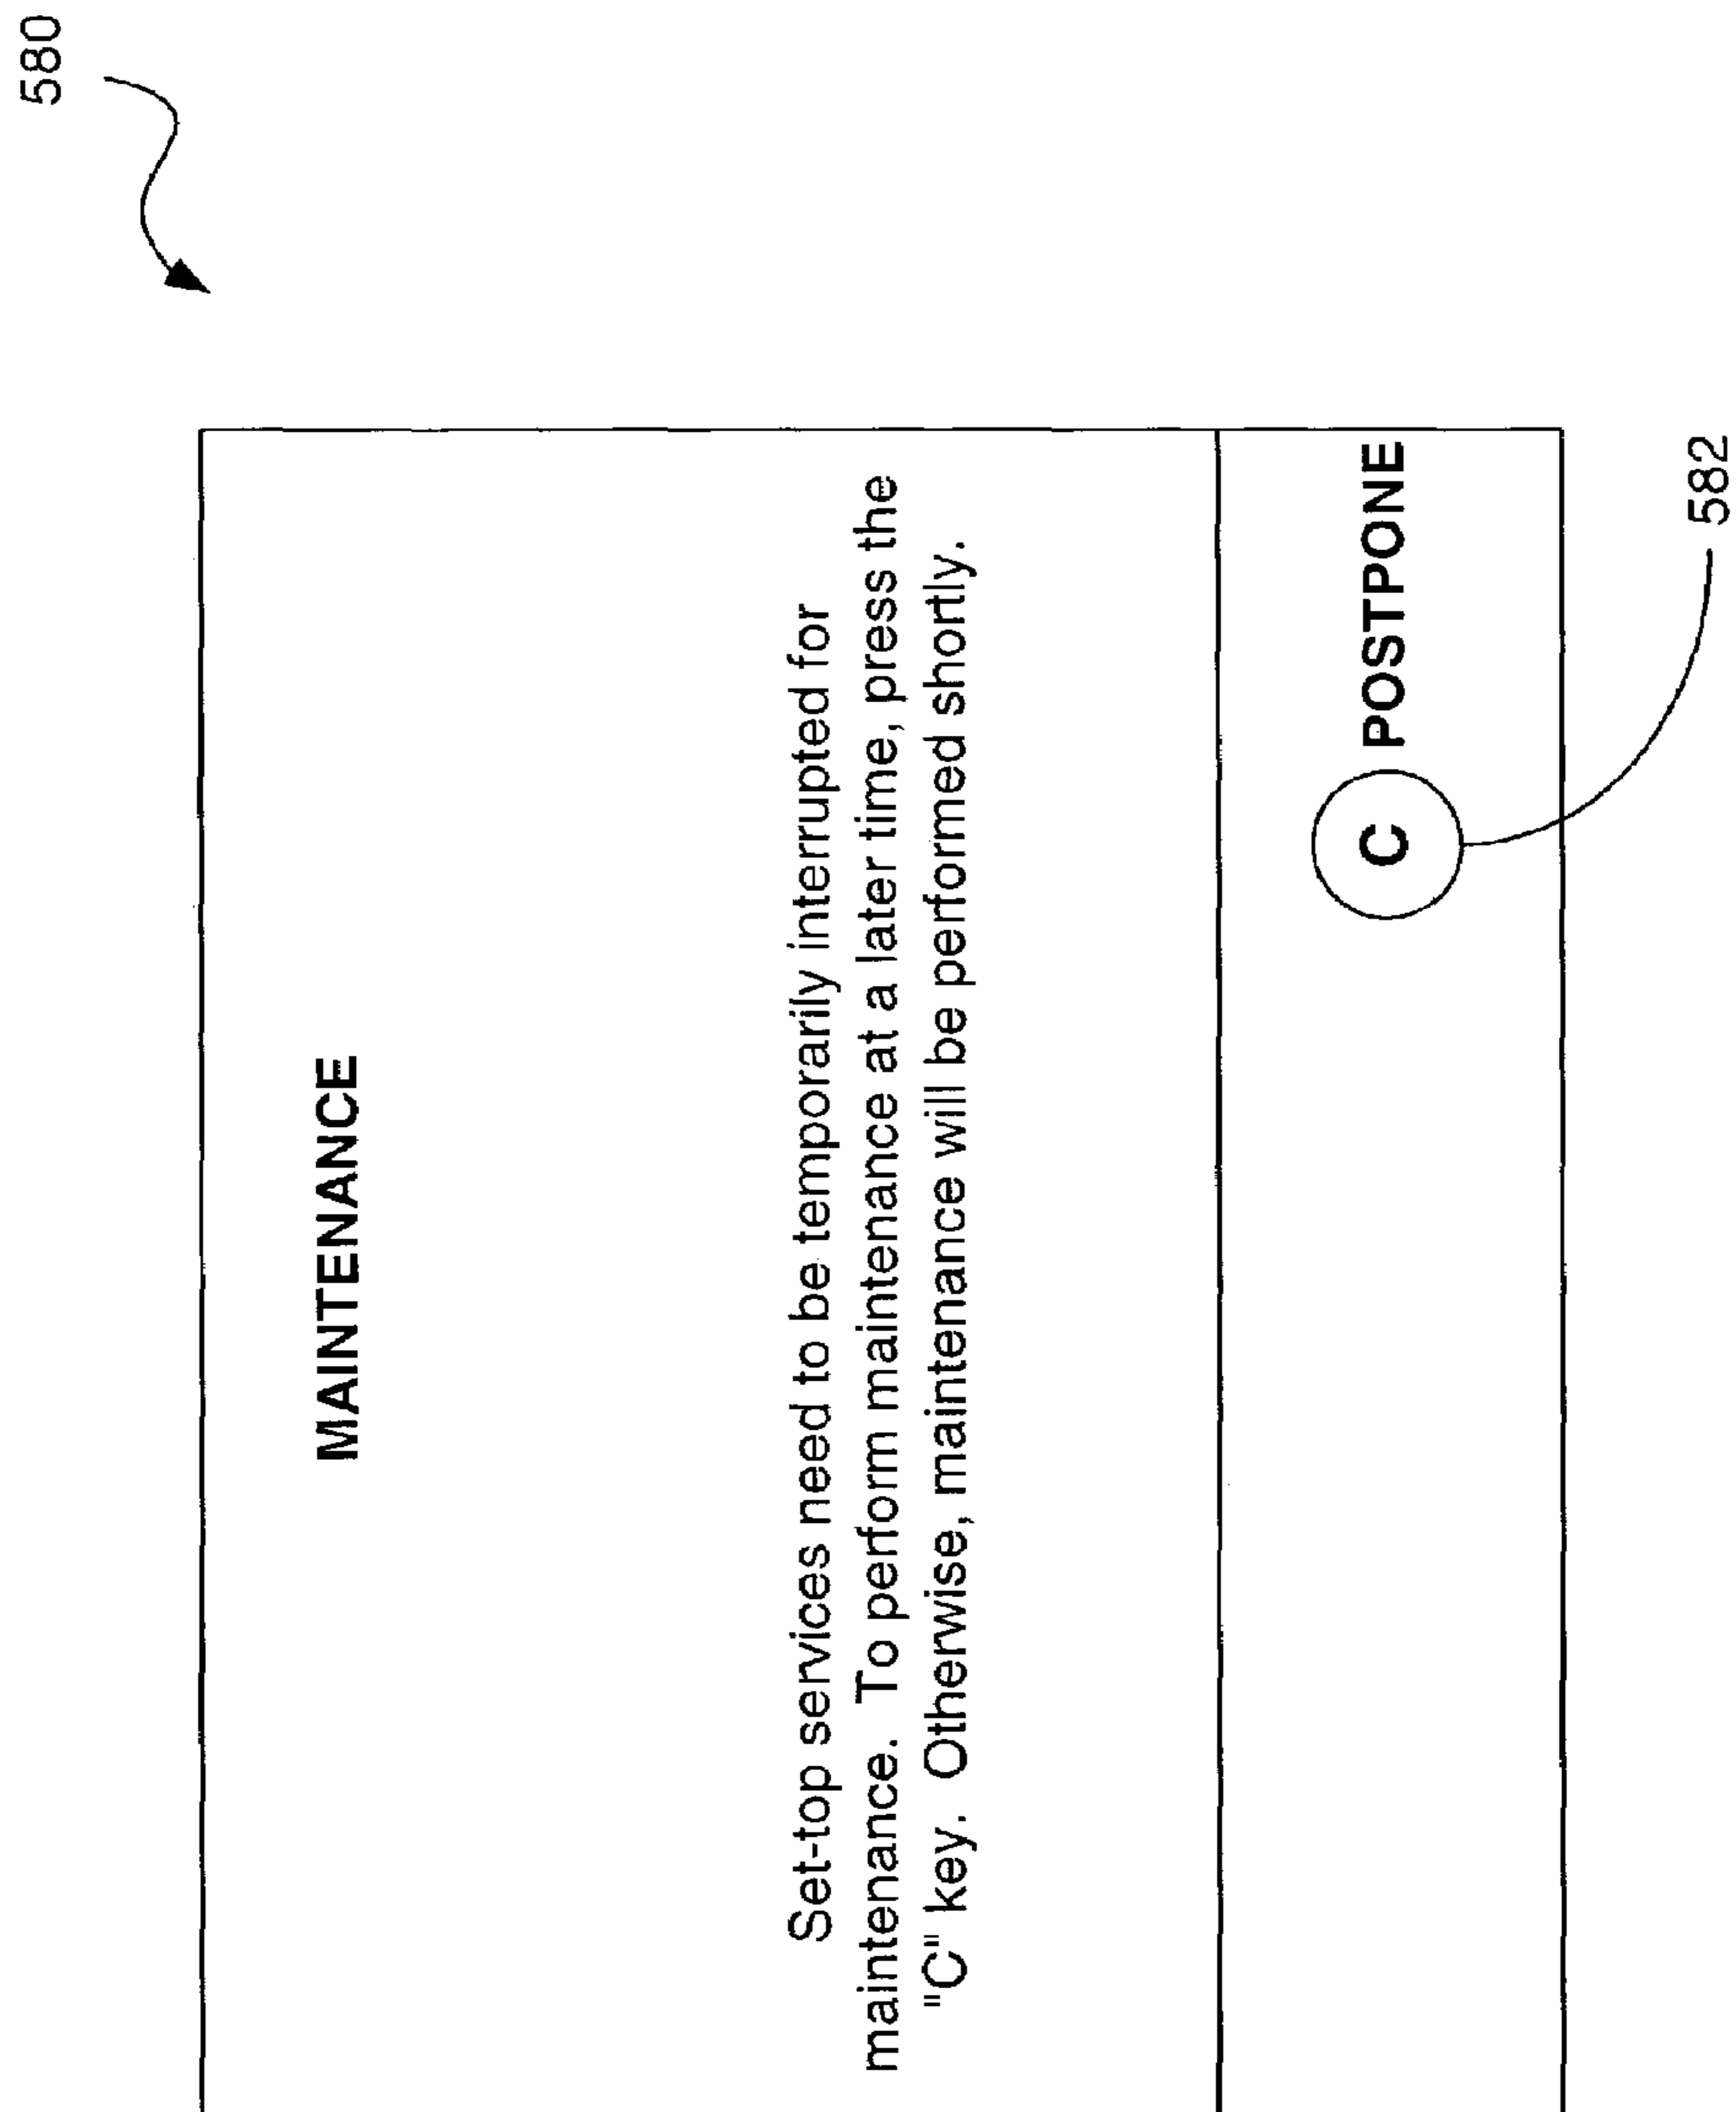 580
MAINTENANCE
Set-top services need to be temporarily interrupted for
maintenance. To perform maintenance at a later time, press the
"C" key. Otherwise, maintenance will be performed shortly.
C POSTPONE
582